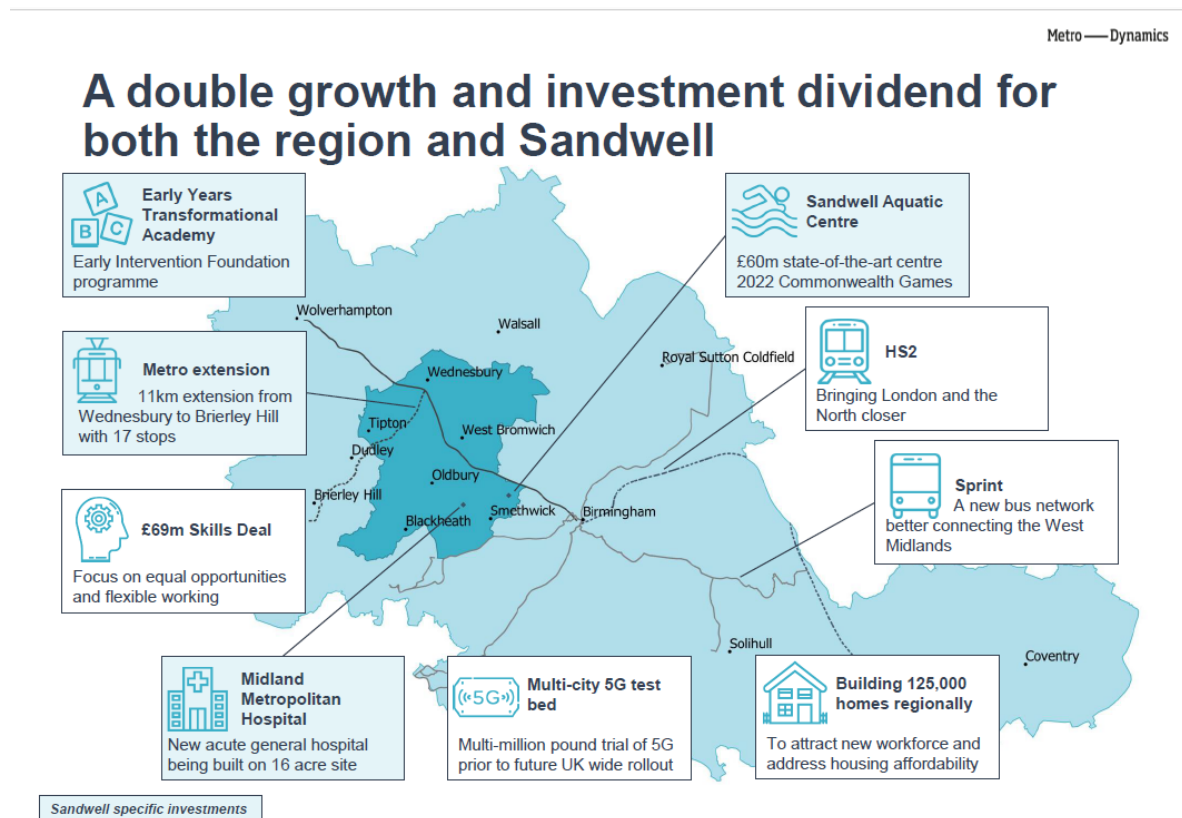 Metro — Dynamics
A double growth and investment dividend for
both the region and Sandwell
A
B
C
Early Years
Transformational
Academy
Early Intervention Foundation
programme
Sandwell Aquatic
Centre
£60m state-of-the-art centre
2022 Commonwealth Games
Wolverhampton
Walsall
Royal Sutton Coldfield
HS2
Bringing London and the
North closer
Metro extension
11km extension from
Wednesbury to Brierley Hill
with 17 stops
Wednesbury
Tipton
West Bromwich
Dudley
Oldbury
Brierley Hill
Blackheath
Smethwick
Birmingham
Sprint
A new bus network
better connecting the West
Midlands
£69m Skills Deal
Focus on equal opportunities
and flexible working
Solihull
Coventry
Midland
Metropolitan
Hospital
New acute general hospital
being built on 16 acre site
5G
Multi-city 5G test
bed
Multi-million pound trial of 5G
prior to future UK wide rollout
Building 125,000
homes regionally
To attract new workforce and
address housing affordability
Sandwell specific investments